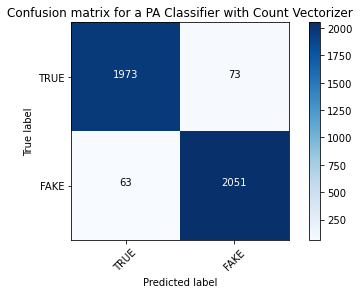 Confusion matrix for a PA Classifier with Count Vectorizer
TRUE
1973
73
FAKE
63
2051
True label
TRUE
FAKE
Predicted label
2000
1750
1500
1250
1000
750
500
250